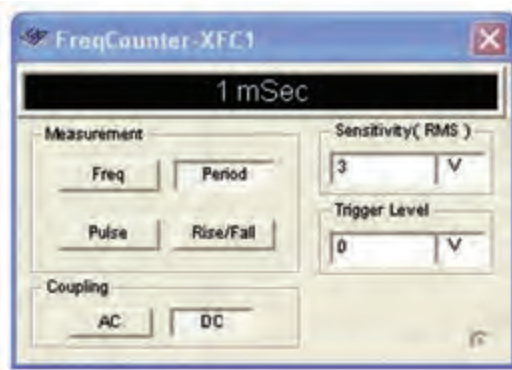 FreqCounter-XFC1
1 mSec
Measurement
Freq Period
Pulse Rise/Fall
Coupling
AC DC
Sensitivity( RMS )
3 V
Trigger Level
0 V